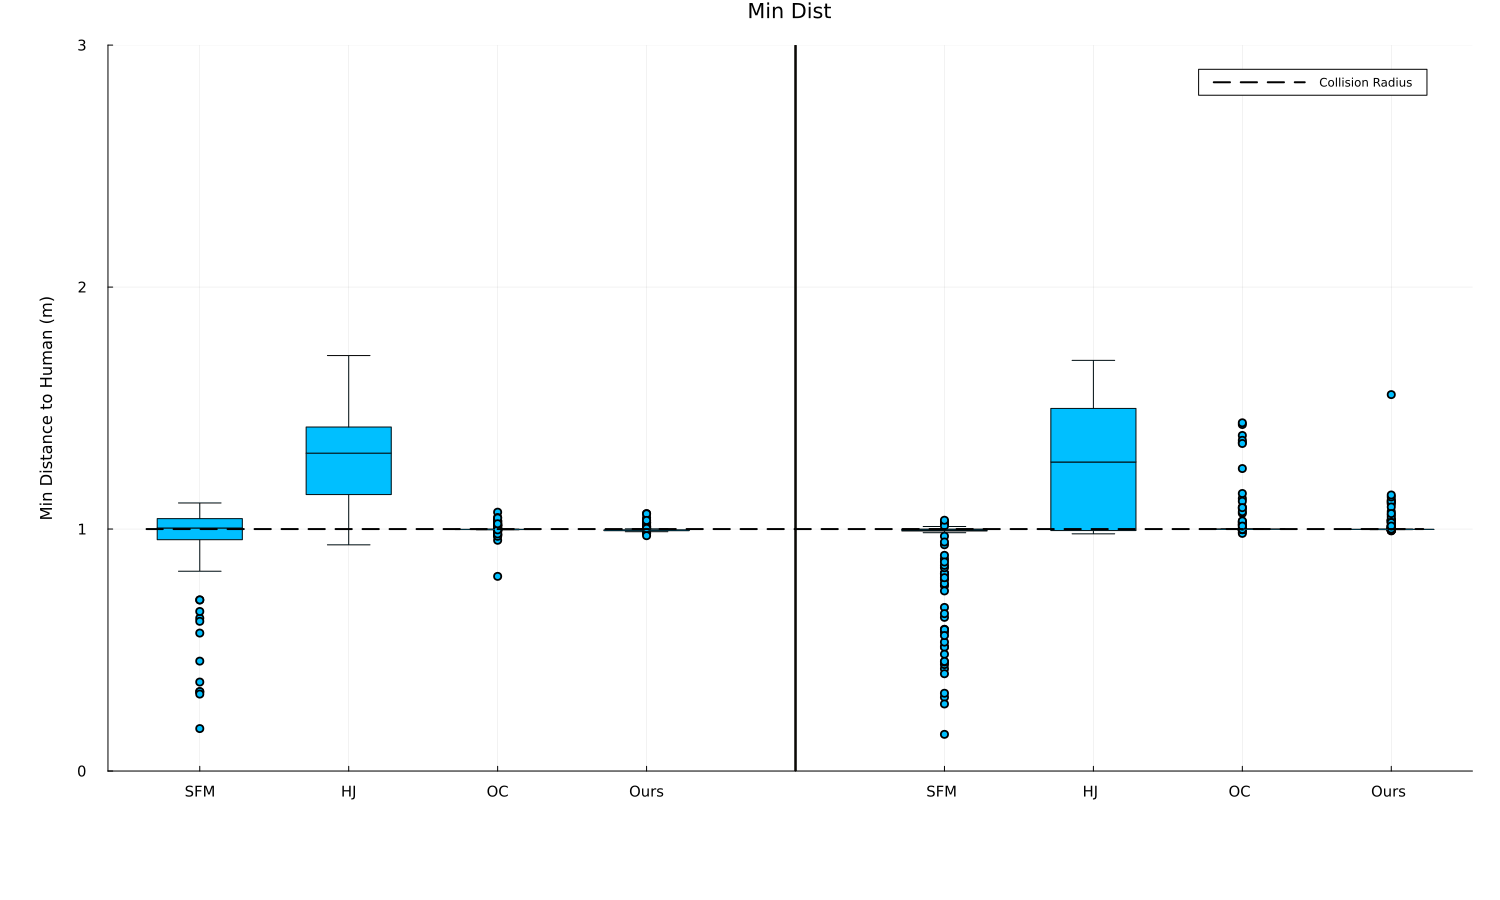 Min Dist
Collision Radius
Min Distance to Human (m)
3
2
1
0
SFM HJ OC Ours SFM HJ OC Ours